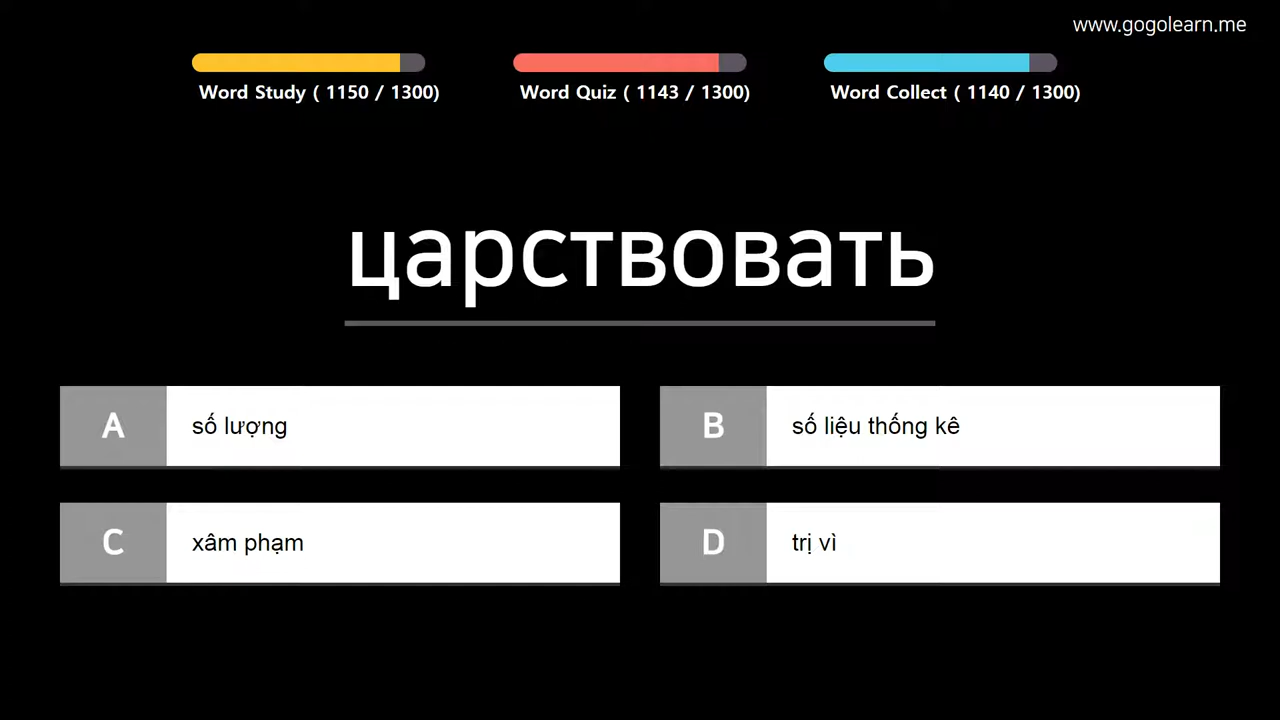 www.gogolearn.me
Word Study ( 1150 / 1300)
Word Quiz ( 1143 / 1300)
Word Collect ( 1140 / 1300)
царствовать
A số lượng
B số liệu thống kê
C xâm phạm
D trị vì